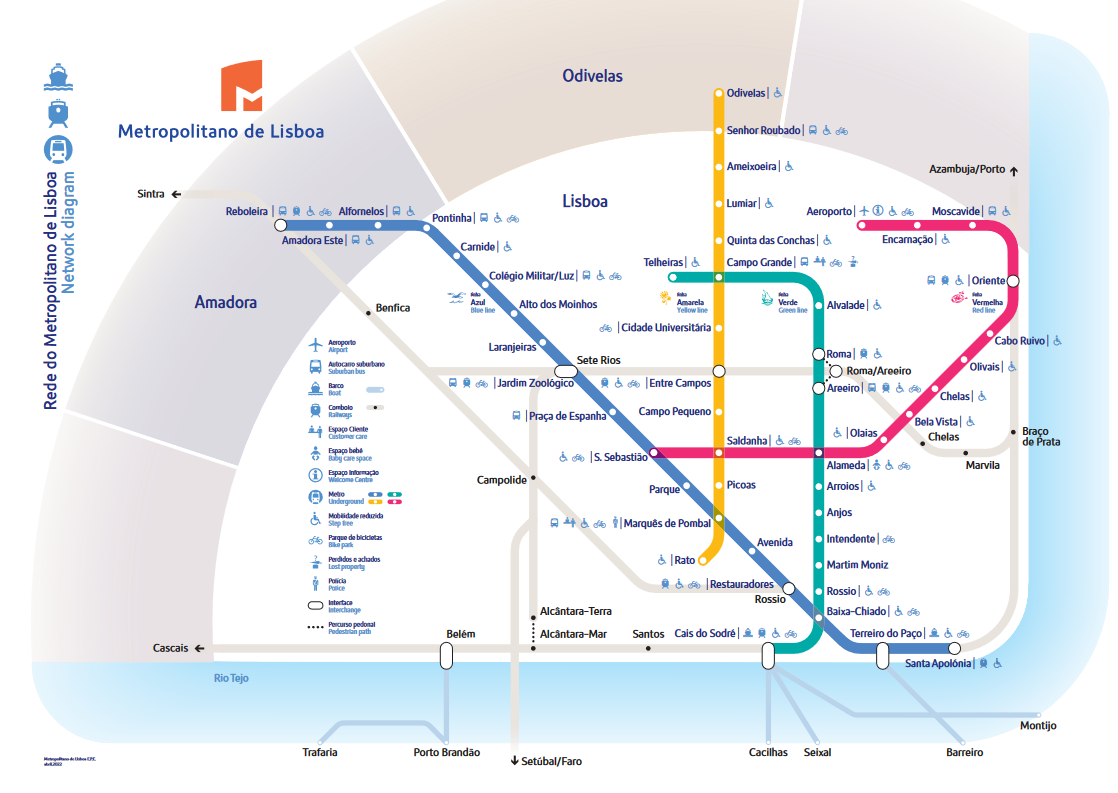 Rede do Metropolitano de Lisboa
Network diagram
Metropolitano de Lisboa
Odivelas
Lisboa
Amadora
Sintra
Azambuja/Porto
Odivelas
Senhor Roubado
Ameixoeira
Lumiar
Quinta das Conchas
Campo Grande
Telheiras
Reboleira
Alfornelos
Amadora Este
Pontinha
Carnide
Colégio Militar/Luz
Alto dos Moinhos
Laranjeiras
Sete Rios
Jardim Zoológico
Praça de Espanha
S. Sebastião
Parque
Marquês de Pombal
Avenida
Restauradores
Rossio
Cidade Universitária
Entre Campos
Campo Pequeno
Saldanha
Picoas
Rato
Aeroporto
Moscavide
Encarnação
Oriente
Cabo Ruivo
Olivais
Chelas
Bela Vista
Olaias
Chelas
Marvila
Braço
de Prata
Alvalade
Roma
Roma/Areeiro
Areeiro
Alameda
Arroios
Anjos
Intendente
Martim Moniz
Rossio
Baixa-Chiado
Terreiro do Paço
Santa Apolónia
Cais do Sodré
Santos
Alcântara-Terra
Alcântara-Mar
Belém
Cascais
Campolide
Benfica
Rio Tejo
Trafaria
Porto Brandão
Setúbal/Faro
Cacilhas
Seixal
Barreiro
Montijo
Azul
Blue line
Amarela
Yellow line
Verde
Green line
Vermelha
Red line
Aeroporto
Airport
Autocarro suburbano
Suburban bus
Barco
Boat
Comboio
Railways
Espaço Cliente
Customer care
Espaço bebé
Baby care space
Espaço Informação
Welcome Centre
Metro
Underground
Mobilidade reduzida
Step free
Parque de bicicletas
Bike park
Perdidos e achados
Lost property
Polícia
Police
Interface
Interchange
Percurso pedonal
Pedestrian path
Metropolitano de Lisboa E.P.E.
abril.2022